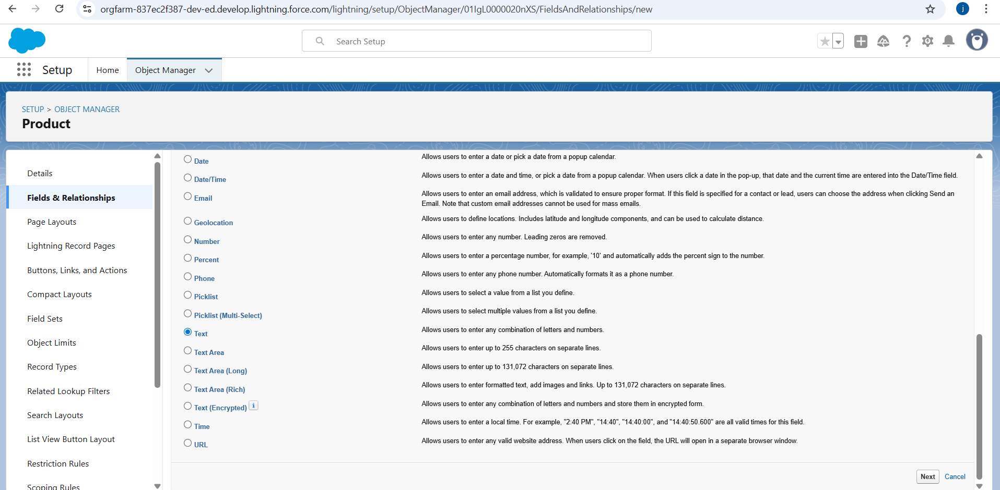 orgfarm-837ec2f387-dev-ed.develop.lightning.force.com/lightning/setup/ObjectManager/01IgL0000020nXS/FieldsAndRelationships/new
j
Search Setup
Setup
Home
Object Manager
SETUP > OBJECT MANAGER
Product
Details
Fields & Relationships
Page Layouts
Lightning Record Pages
Buttons, Links, and Actions
Compact Layouts
Field Sets
Object Limits
Record Types
Related Lookup Filters
Search Layouts
List View Button Layout
Restriction Rules
Scoping Rules
Date Allows users to enter a date or pick a date from a popup calendar.
Date/Time Allows users to enter a date and time, or pick a date from a popup calendar. When users click a date in the pop-up, that date and the current time are entered into the Date/Time field.
Email Allows users to enter an email address, which is validated to ensure proper format. If this field is specified for a contact or lead, users can choose the address when clicking Send an
Email. Note that custom email addresses cannot be used for mass emails.
Geolocation Allows users to define locations. Includes latitude and longitude components, and can be used to calculate distance.
Number Allows users to enter any number. Leading zeros are removed.
Percent Allows users to enter a percentage number, for example, '10' and automatically adds the percent sign to the number.
Phone Allows users to enter any phone number. Automatically formats it as a phone number.
Picklist Allows users to select a value from a list you define.
Picklist (Multi-Select) Allows users to select multiple values from a list you define.
Text Allows users to enter any combination of letters and numbers.
Text Area Allows users to enter up to 255 characters on separate lines.
Text Area (Long) Allows users to enter up to 131,072 characters on separate lines.
Text Area (Rich) Allows users to enter formatted text, add images and links. Up to 131,072 characters on separate lines.
Text (Encrypted) i Allows users to enter any combination of letters and numbers and store them in encrypted form.
Time Allows users to enter a local time. For example, "2:40 PM", "14:40", "14:40:00", and "14:40:50.600" are all valid times for this field.
URL Allows users to enter any valid website address. When users click on the field, the URL will open in a separate browser window.
Next Cancel